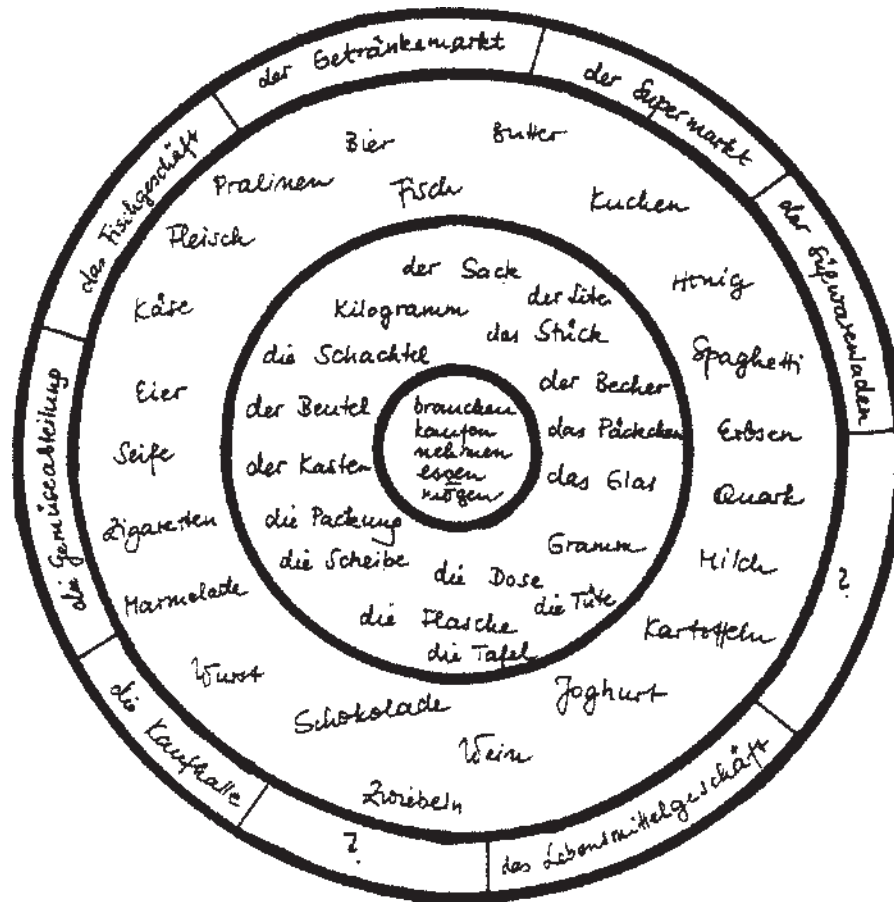 der Getränkemarkt
der Supermarkt
der Süßwarenladen
?
das Lebensmittelgeschäft
?
die Kaufhalle
die Gemüseabteilung
das Fischgeschäft
Bier
Butter
Pralinen
Fisch
Kuchen
Fleisch
Honig
Käse
Spaghetti
Eier
Erbsen
Seife
Quark
Zigaretten
Milch
Marmelade
Kartoffeln
Wurst
Joghurt
Schokolade
Wein
Zwiebeln
der Sack
der Liter
Kilogramm
das Stück
die Schachtel
der Becher
der Beutel
das Päckchen
der Kasten
das Glas
die Packung
Gramm
die Scheibe
die Dose
die Tüte
die Flasche
die Tafel
brauchen
kaufen
nehmen
essen
mögen